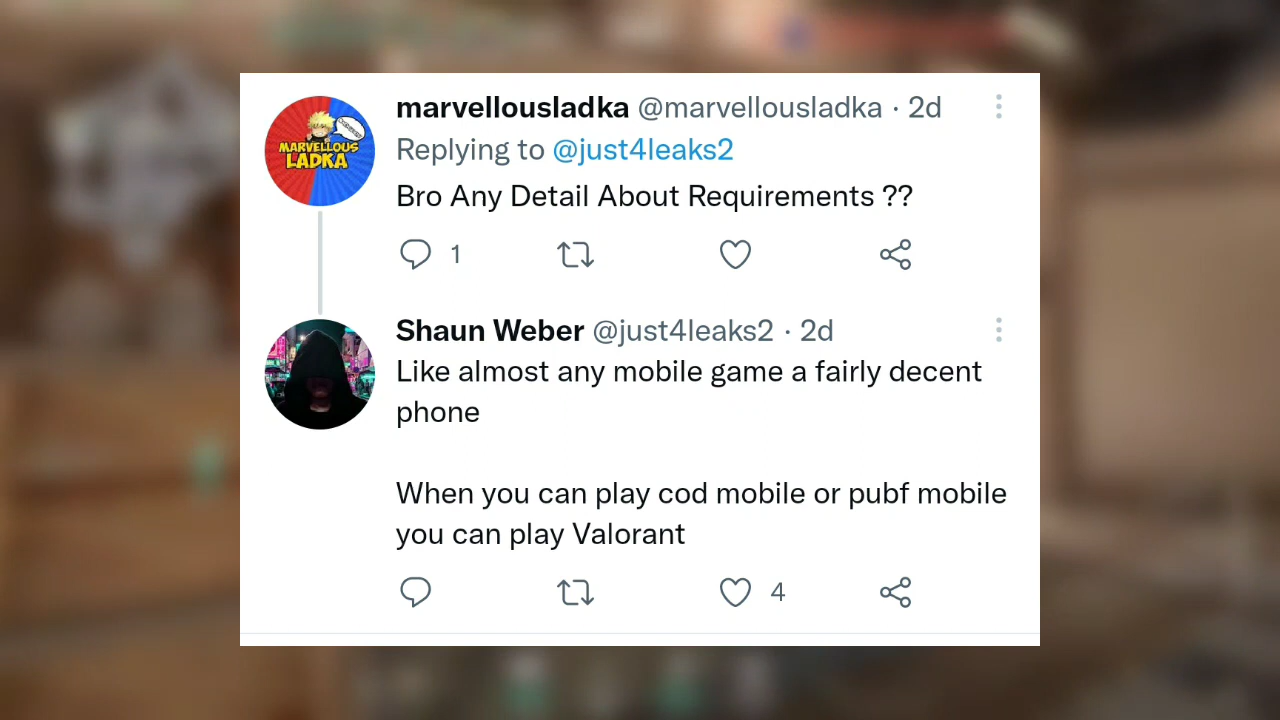 marvellousladka @marvellousladka · 2d
MARVELLOUS
LADKA
Replying to @just4leaks2
Bro Any Detail About Requirements ??
1
Shaun Weber @just4leaks2 · 2d
Like almost any mobile game a fairly decent
phone
When you can play cod mobile or pubf mobile
you can play Valorant
4